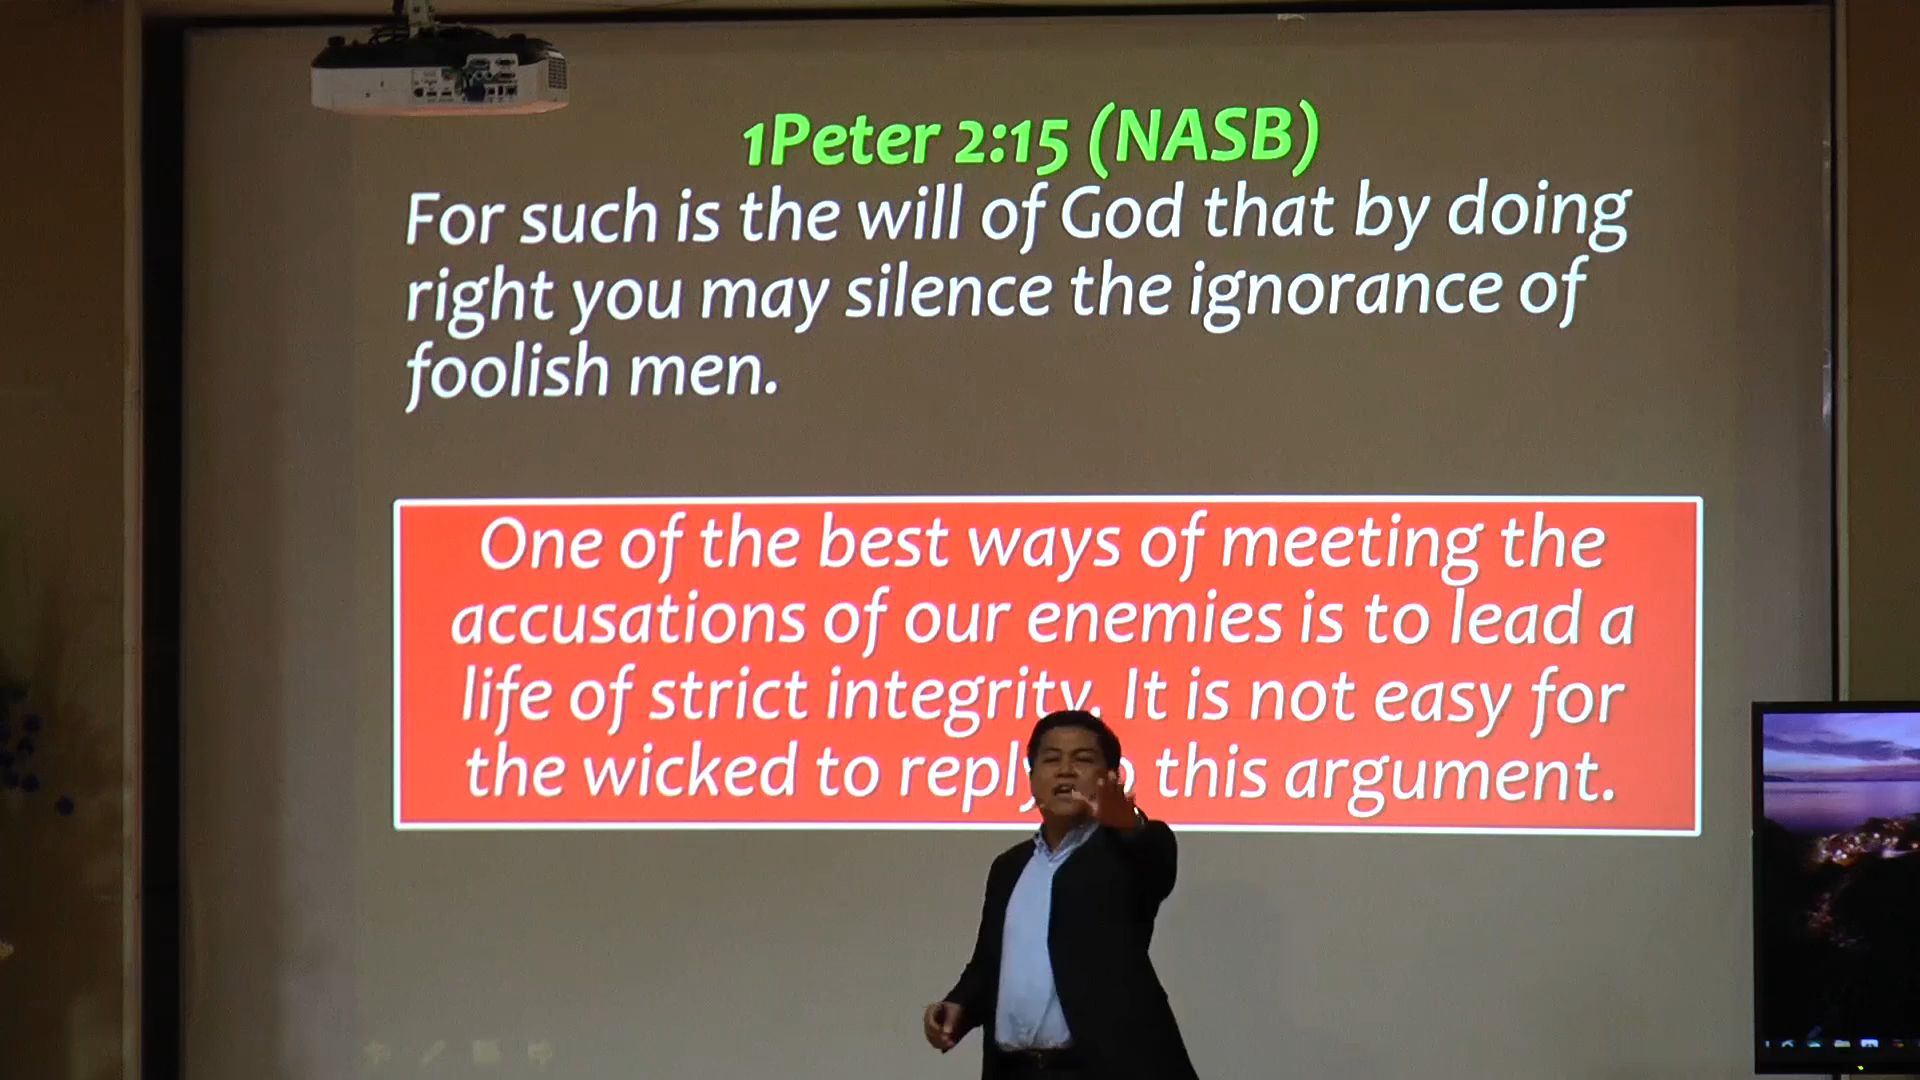 1Peter 2:15 (NASB)
For such is the will of God that by doing
right you may silence the ignorance of
foolish men.
One of the best ways of meeting the
accusations of our enemies is to lead a
life of strict integrity. It is not easy for
the wicked to reply this argument.